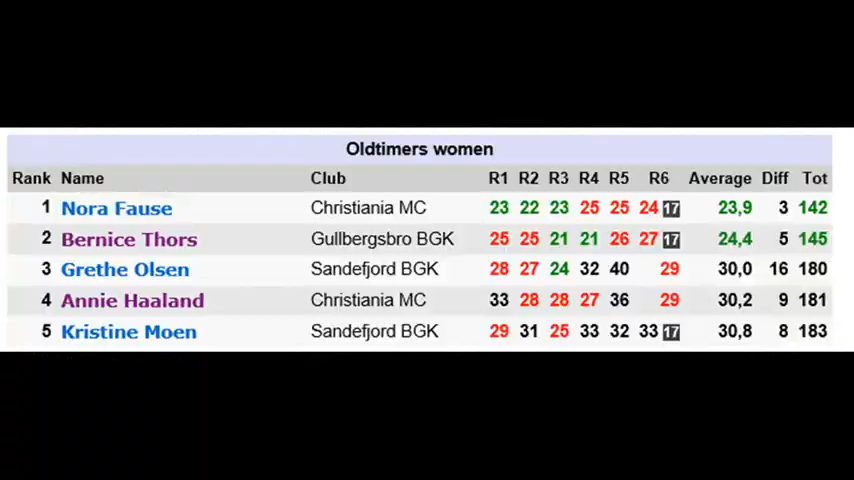 Oldtimers women
Rank Name Club R1 R2 R3 R4 R5 R6 Average Diff Tot
1 Nora Fause Christiania MC 23 22 23 25 25 24 17 23,9 3 142
2 Bernice Thors Gullbergsbro BGK 25 25 21 21 26 27 17 24,4 5 145
3 Grethe Olsen Sandefjord BGK 28 27 24 32 40 29 30,0 16 180
4 Annie Haaland Christiania MC 33 28 28 27 36 29 30,2 9 181
5 Kristine Moen Sandefjord BGK 29 31 25 33 32 33 17 30,8 8 183